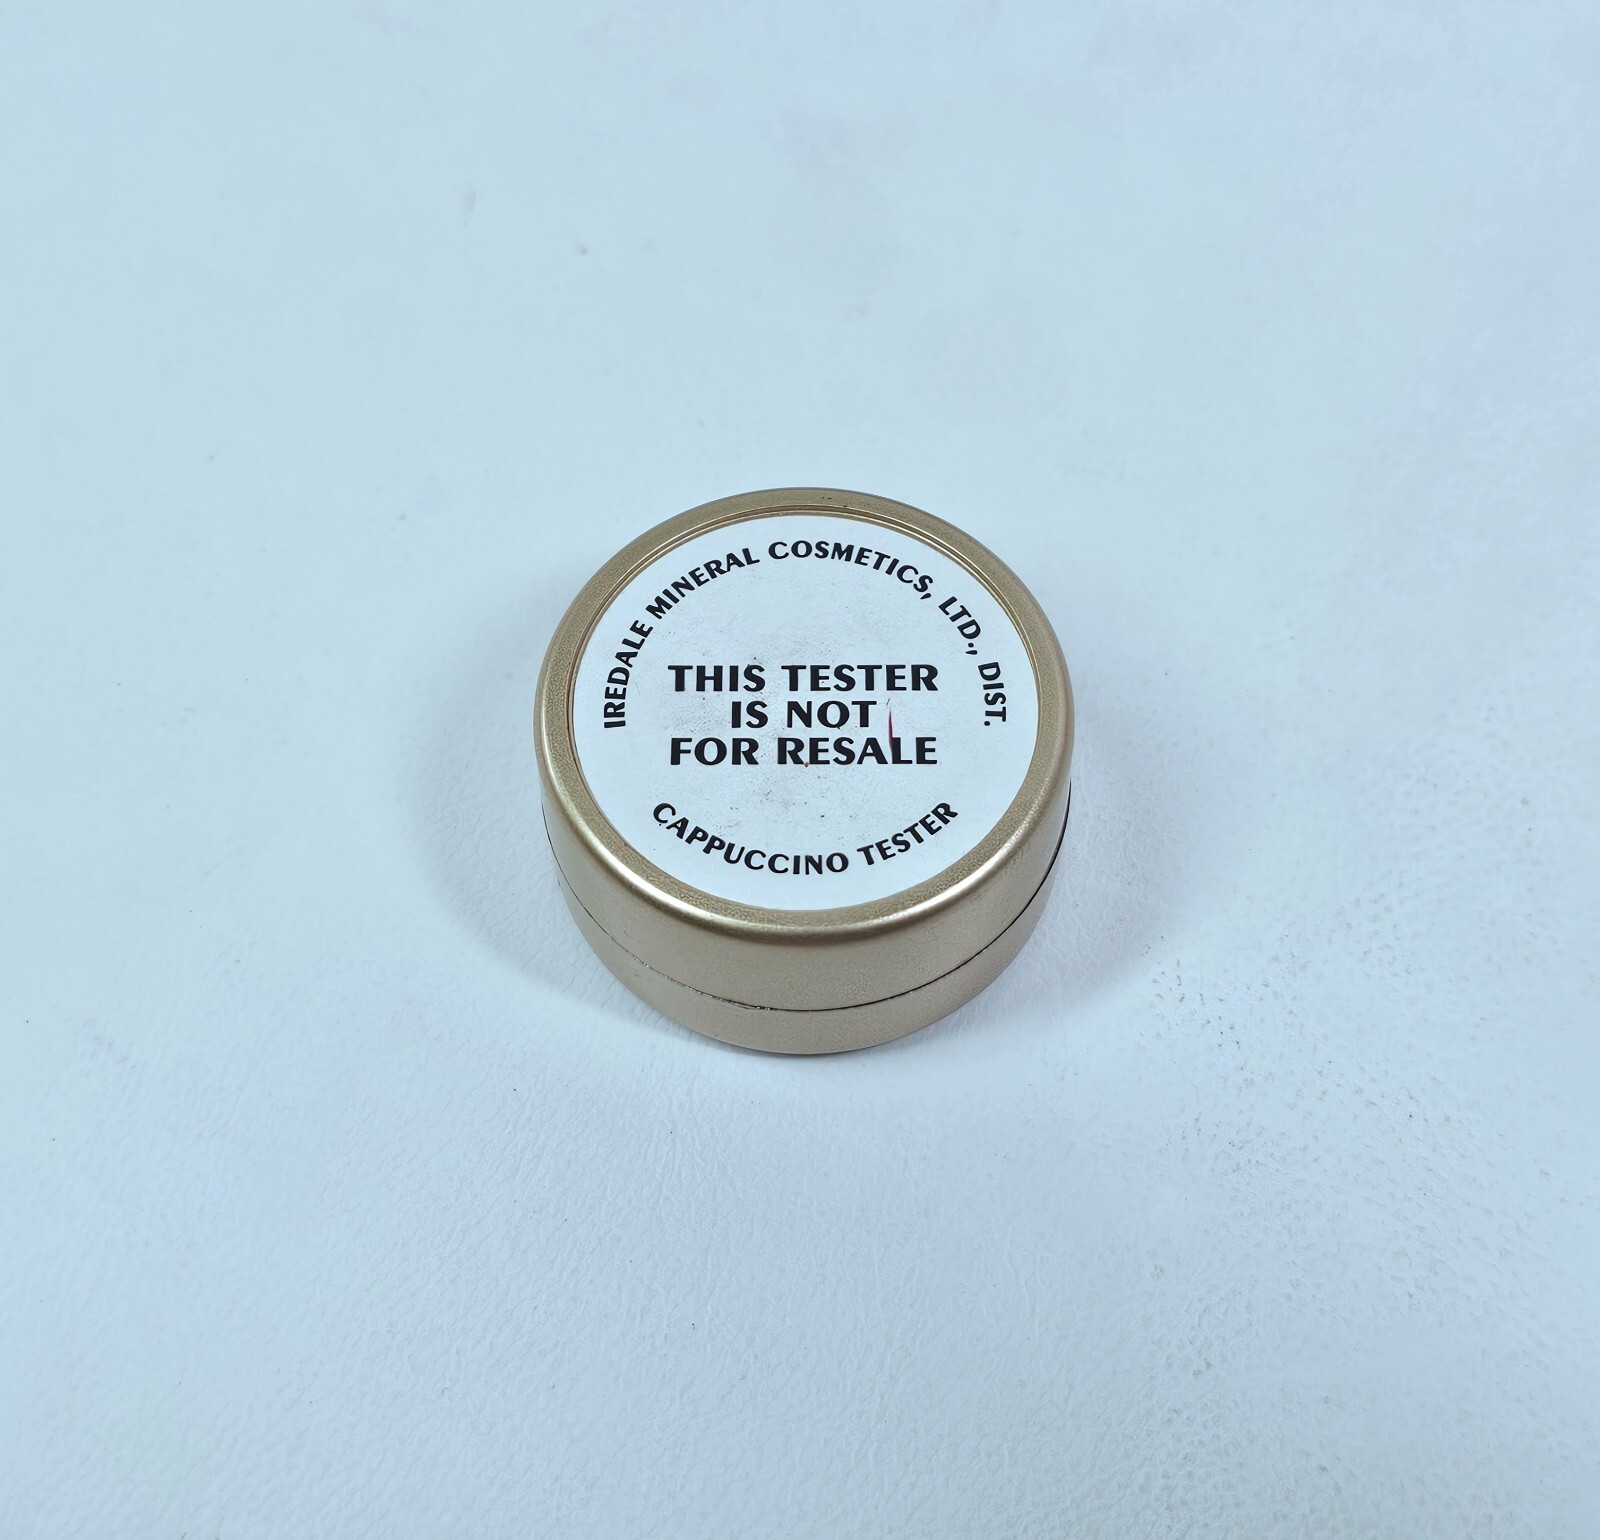 IREDALE MINERAL COSMETICS, LTD., DIST.
THIS TESTER
IS NOT
FOR RESALE
CAPPUCCINO TESTER